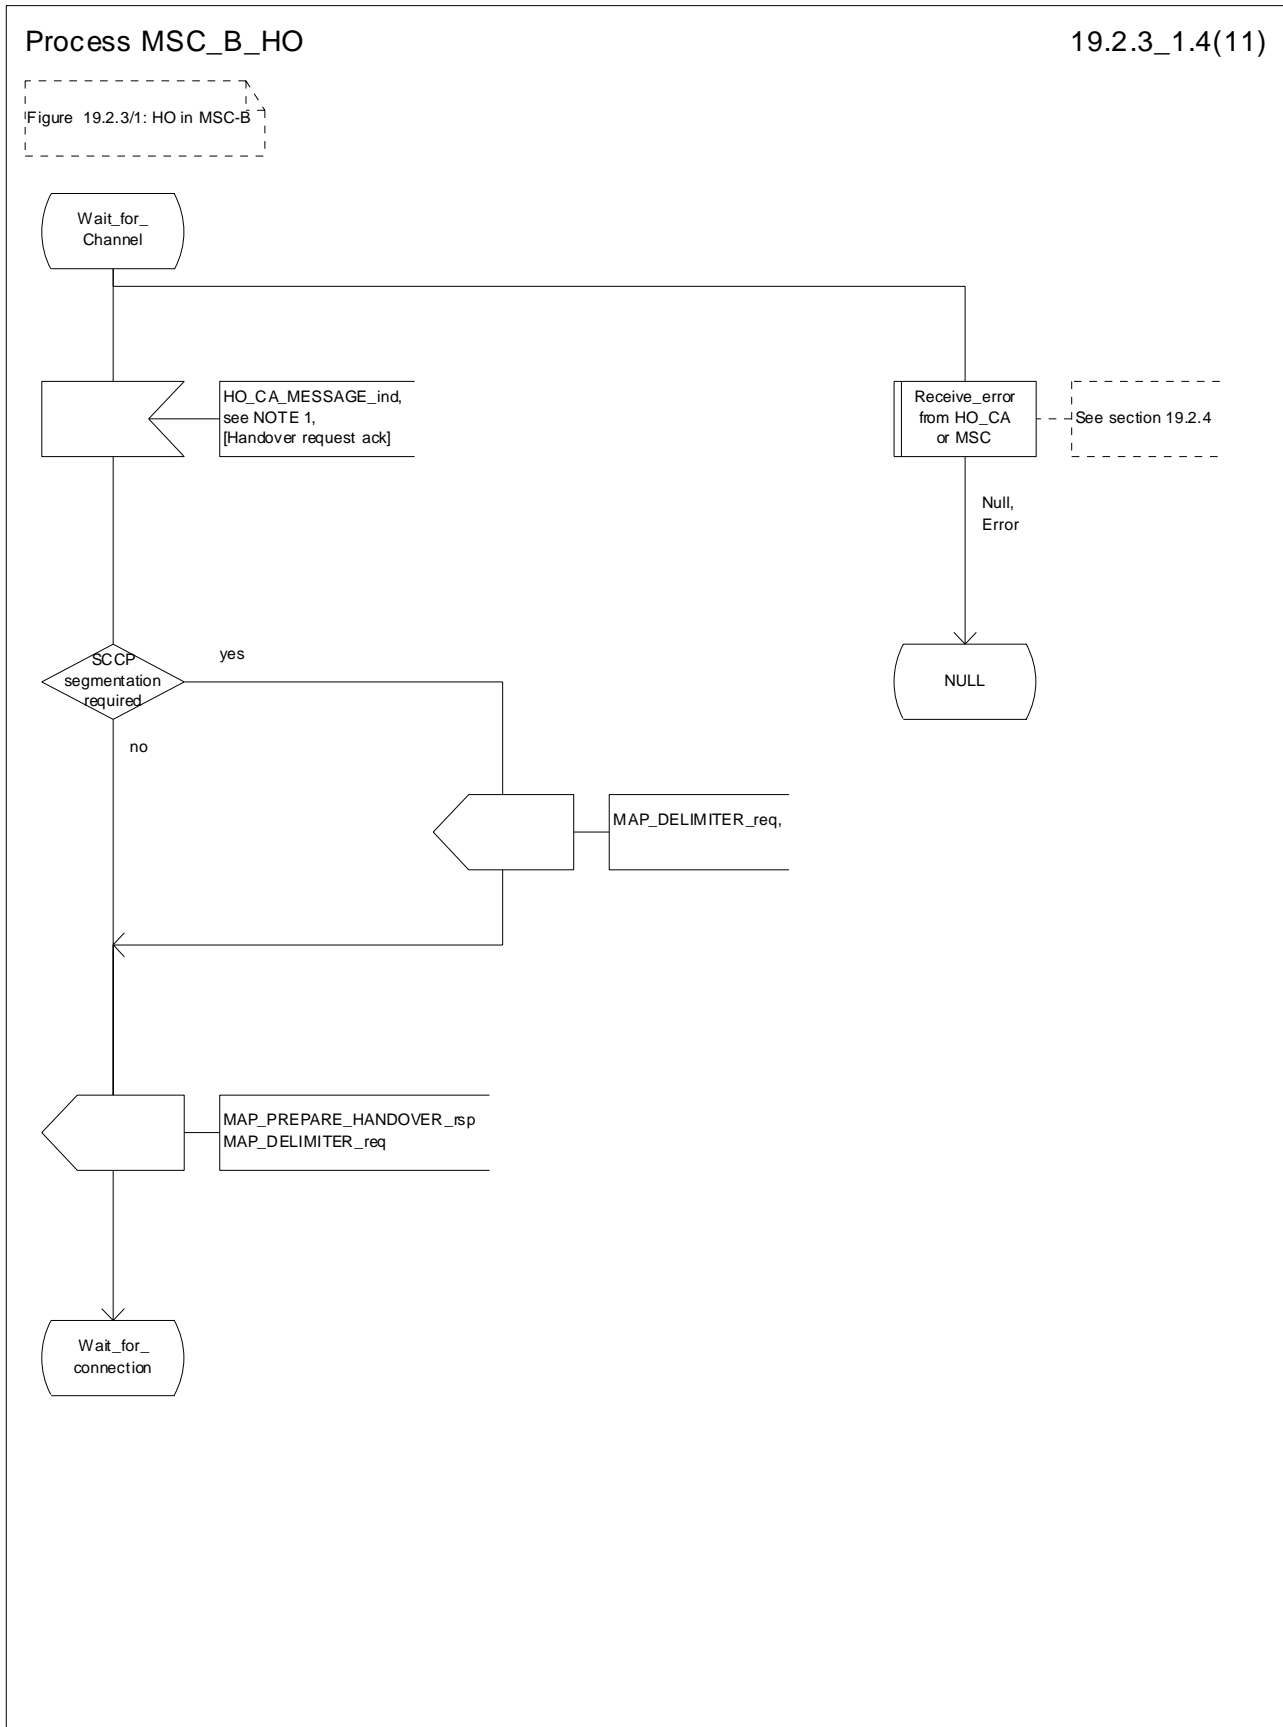 Process MSC_B_HO
19.2.3_1.4(11)
Figure 19.2.3/1: HO in MSC-B
Wait_for_
Channel
HO_CA_MESSAGE_ind,
see NOTE 1,
[Handover request ack]
Receive_error
from HO_CA
or MSC
See section 19.2.4
Null,
Error
SCCP
segmentation
required
yes
NULL
no
MAP_DELIMITER_req,
MAP_PREPARE_HANDOVER_rsp
MAP_DELIMITER_req
Wait_for_
connection